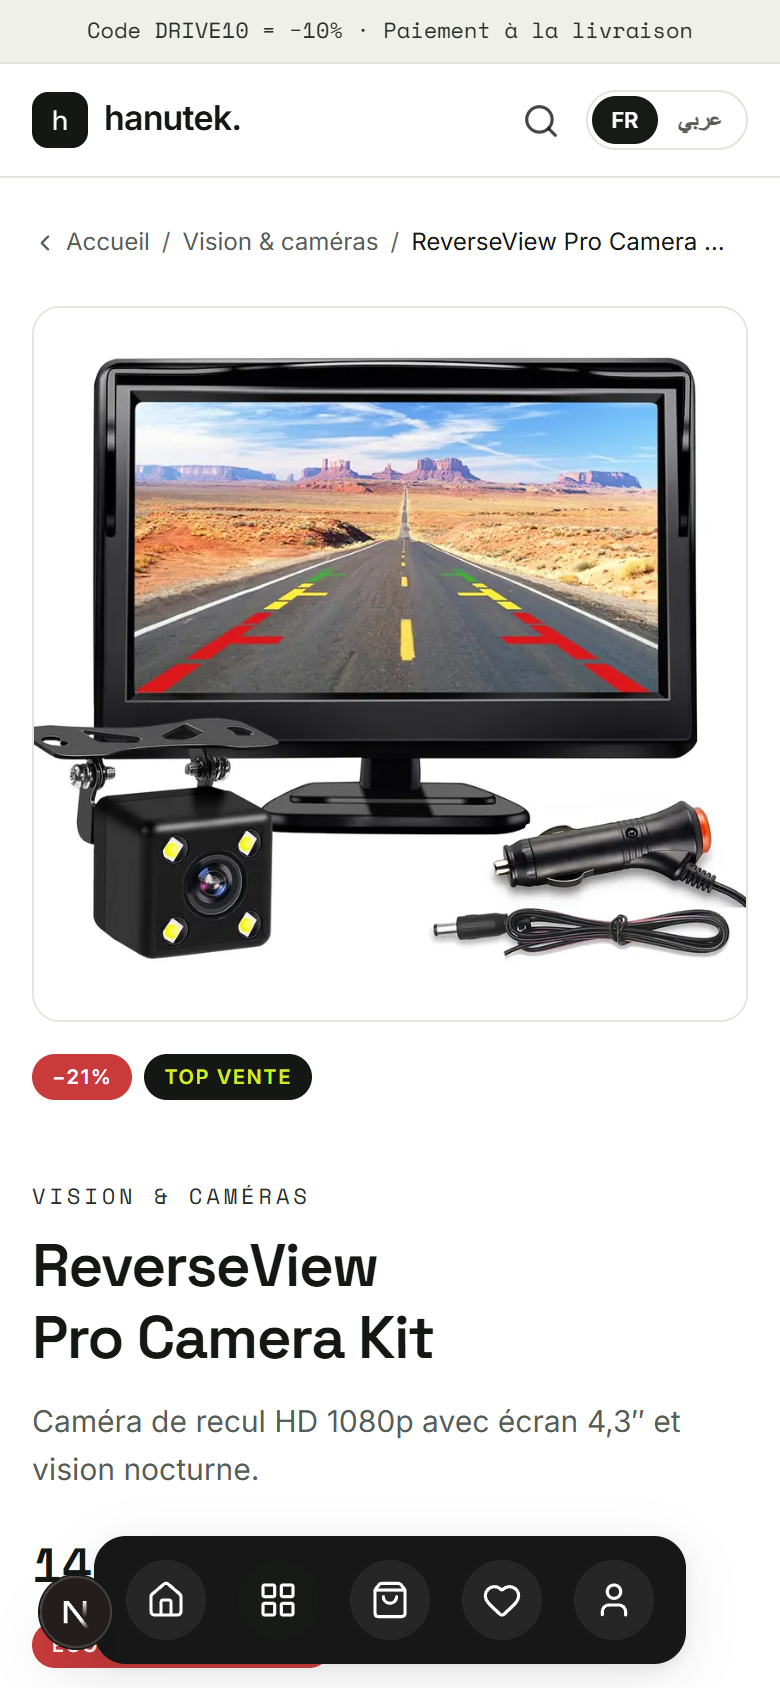 Code DRIVE10 = −10% · Paiement à la livraison
h hanutek.
FR عربي
Accueil / Vision & caméras / ReverseView Pro Camera ...
−21% TOP VENTE
VISION & CAMÉRAS
ReverseView
Pro Camera Kit
Caméra de recul HD 1080p avec écran 4,3″ et
vision nocturne.
14
N